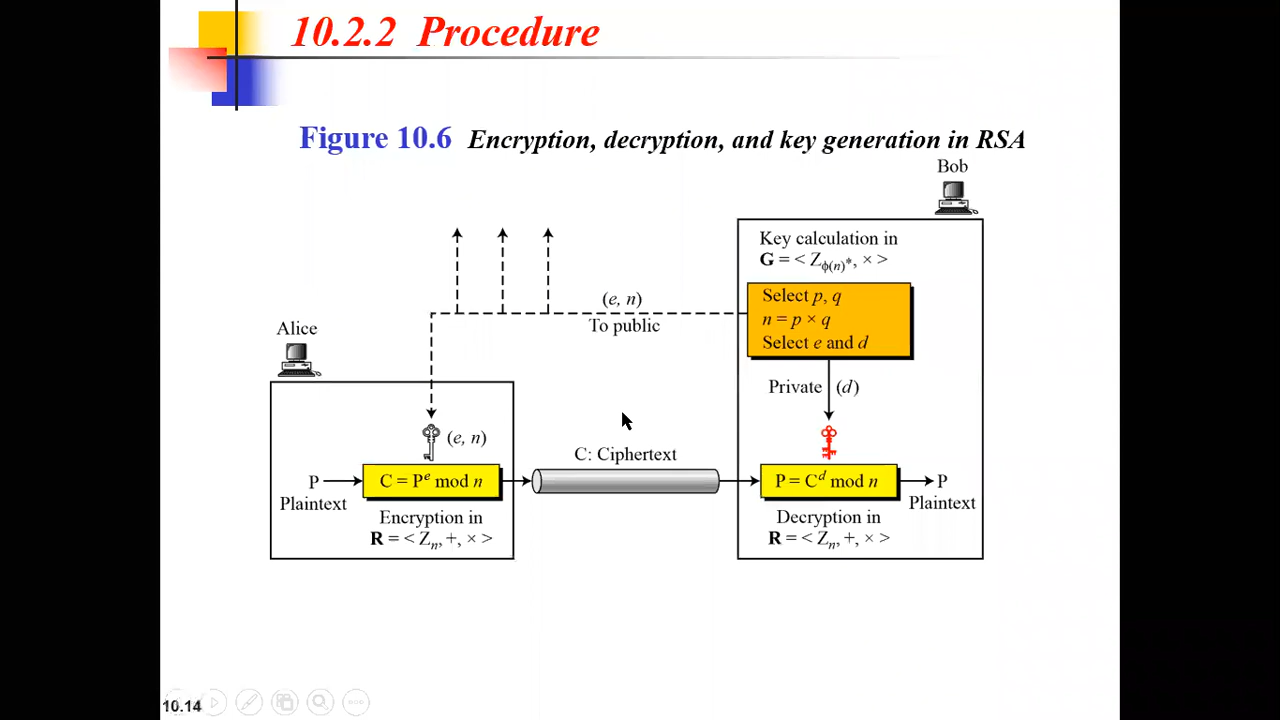 10.2.2 Procedure
Figure 10.6 Encryption, decryption, and key generation in RSA
Bob
Key calculation in
G = < Zϕ(n)*, × >
Select p, q
n = p × q
Select e and d
(e, n)
To public
Alice
Private (d)
(e, n)
C: Ciphertext
P
Plaintext
C = Pᵉ mod n
Encryption in
R = < Zₙ, +, × >
P = Cᵈ mod n
Decryption in
R = < Zₙ, +, × >
P
Plaintext
10.14